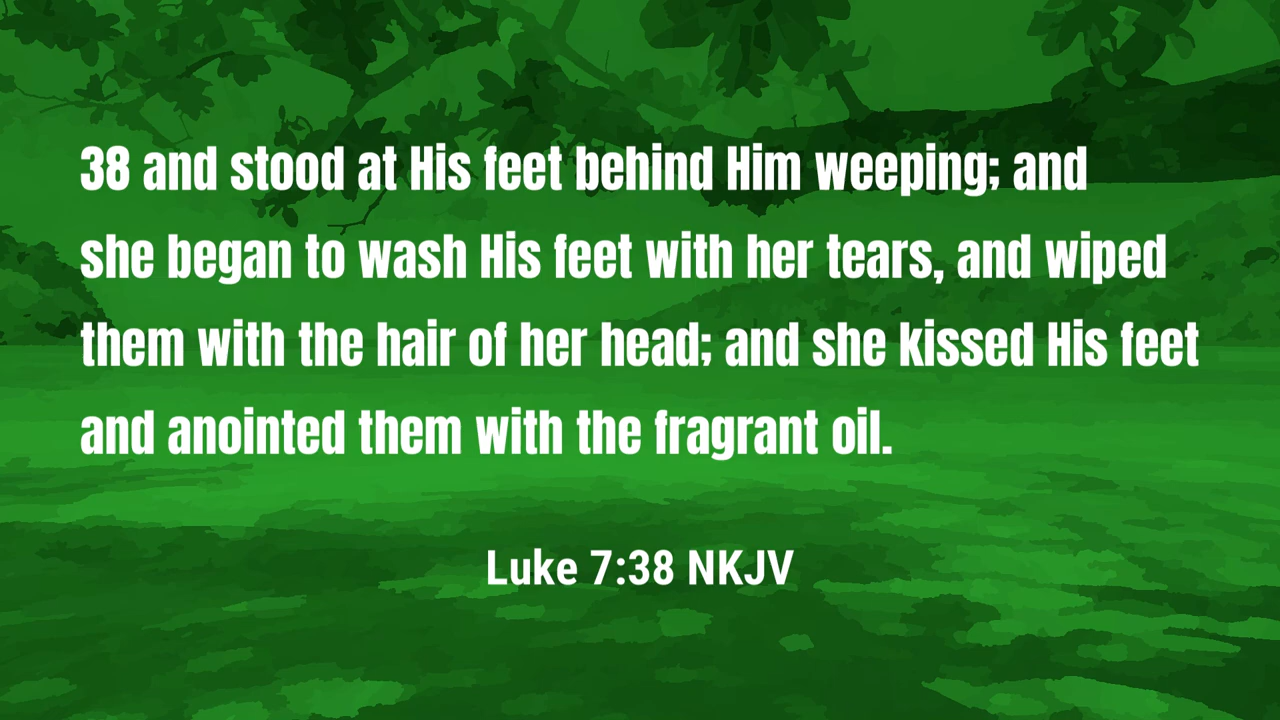 38 and stood at His feet behind Him weeping; and
she began to wash His feet with her tears, and wiped
them with the hair of her head; and she kissed His feet
and anointed them with the fragrant oil.
Luke 7:38 NKJV